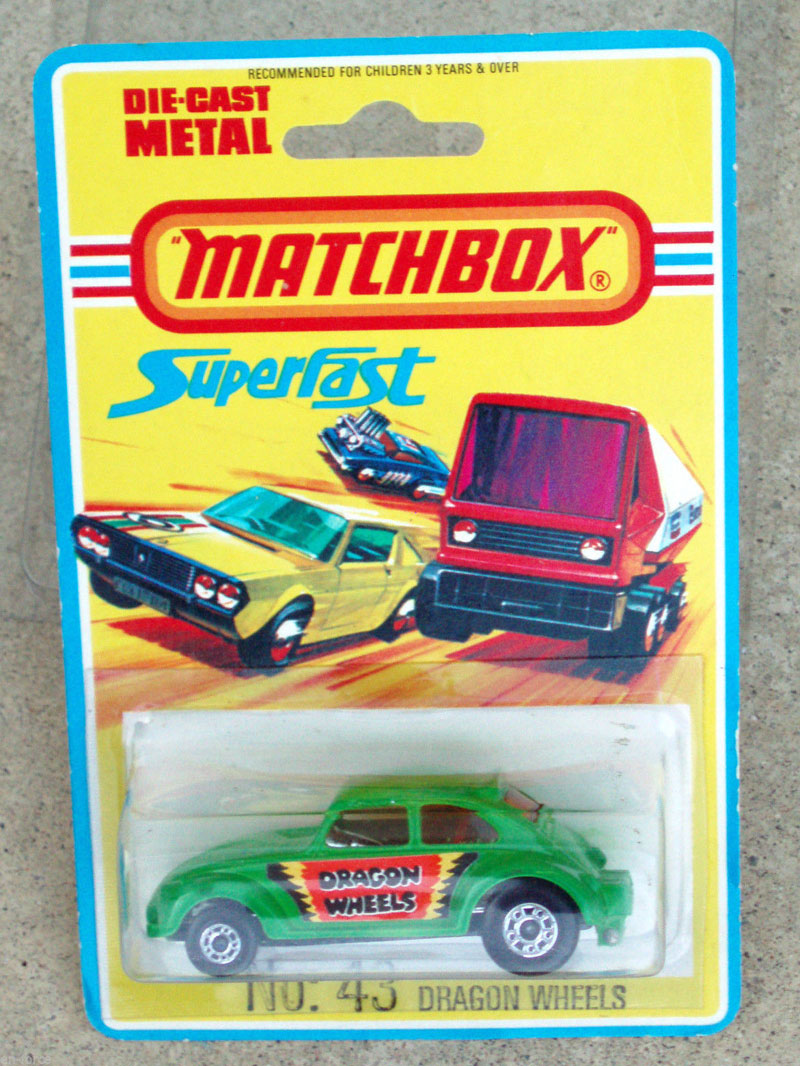 RECOMMENDED FOR CHILDREN 3 YEARS & OVER
DIE-CAST
METAL
"MATCHBOX"®
Superfast
DRAGON
WHEELS
No. 43 DRAGON WHEELS